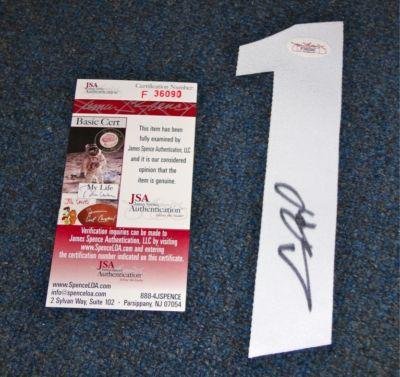 JSA
Certification Number:
F 36090
Basic Cert
This item has been
fully examined by
James Spence Authentication, LLC
and it is our considered
opinion that the
item is genuine.
My Life
JSA
Authentication
Verification inquiries can be made to
James Spence Authentication, LLC by visiting
www.SpenceLOA.com and entering
the certification number indicated on this certificate.
JSA
Authentication
SpenceLOA.com
info@spenceloa.com
2 Sylvan Way, Suite 102 · Parsippany, NJ 07054
888-4JSPENCE
1